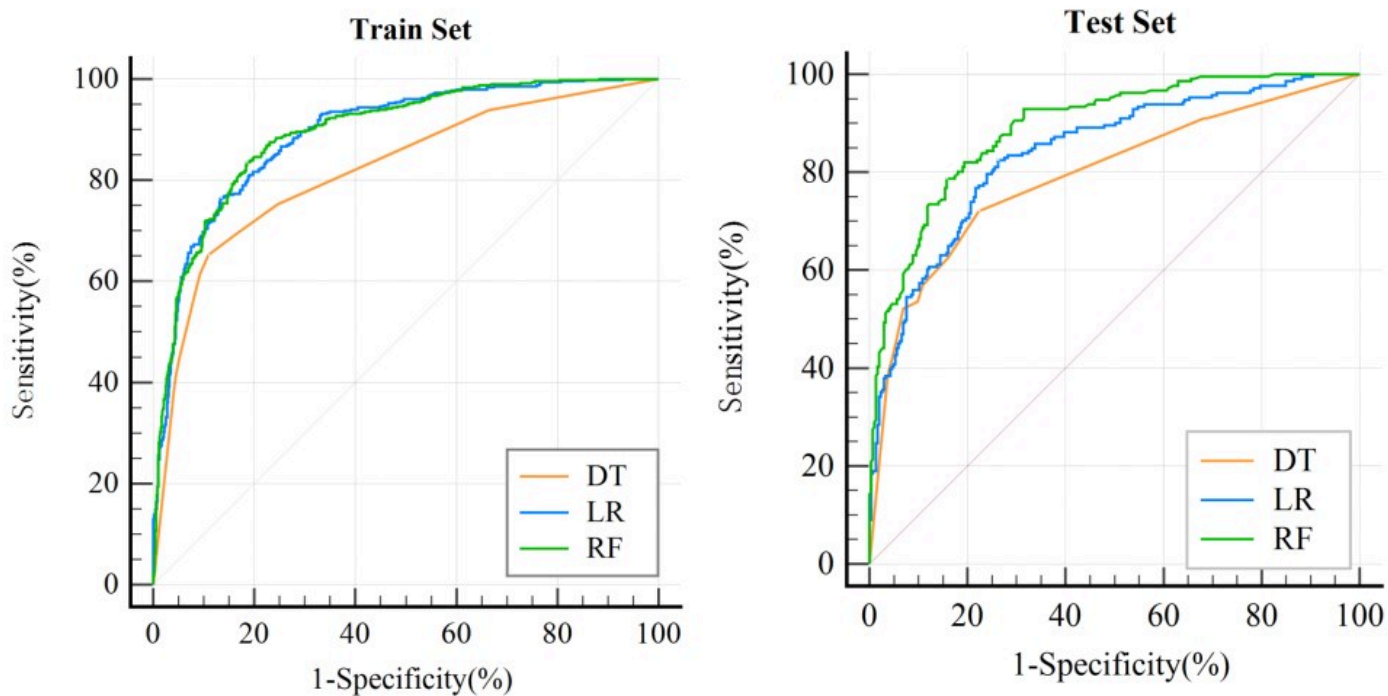 Train Set
Sensitivity(%)
100
80
60
40
20
0
DT
LR
RF
0 20 40 60 80 100
1-Specificity(%)
Test Set
Sensitivity(%)
100
80
60
40
20
0
DT
LR
RF
0 20 40 60 80 100
1-Specificity(%)